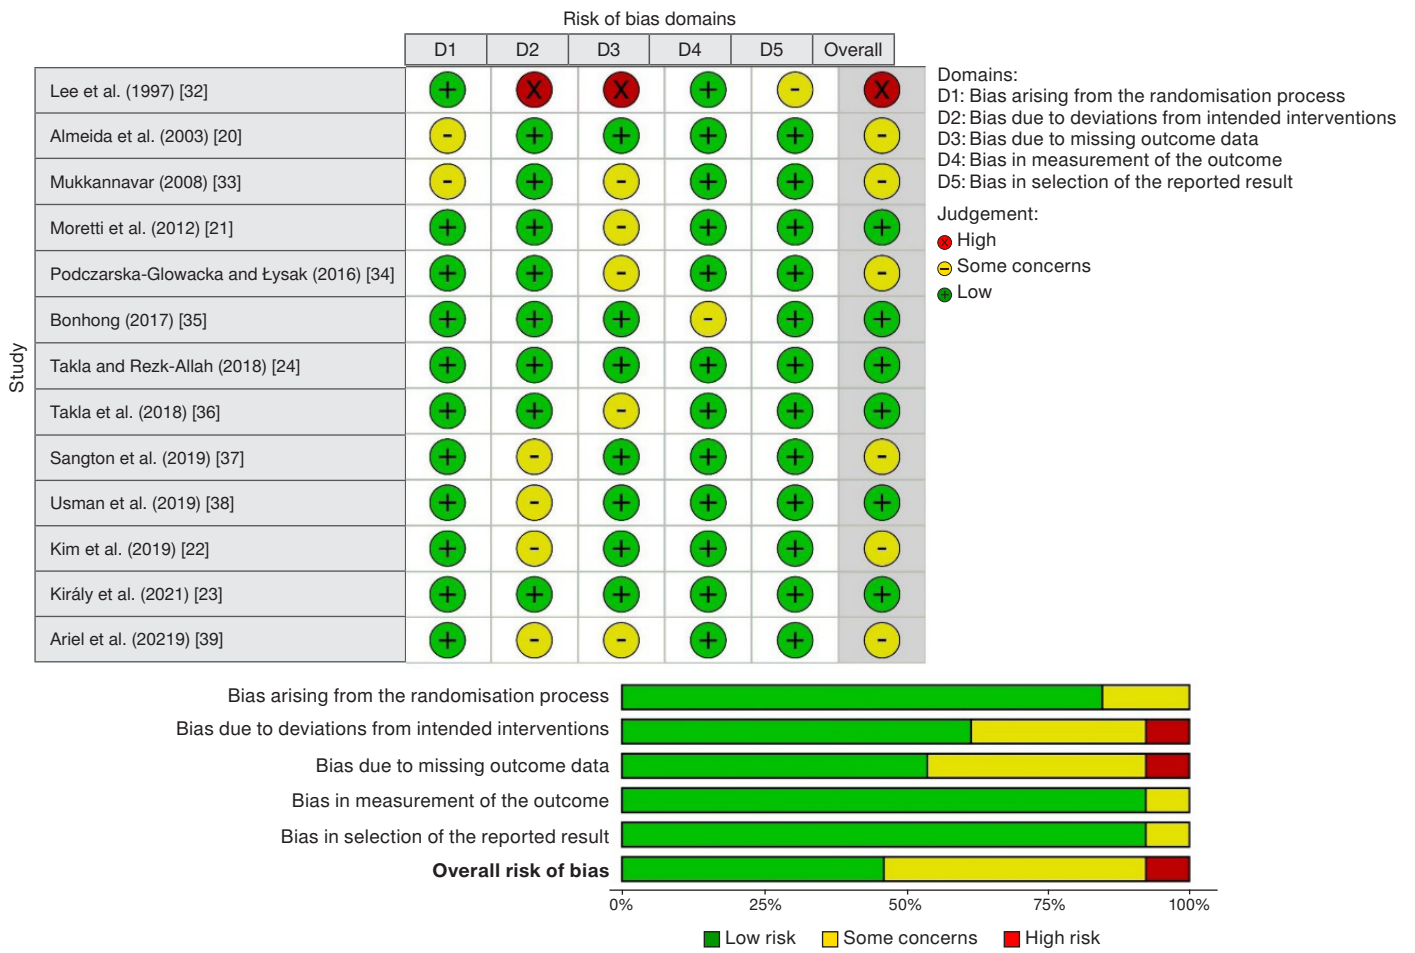 Risk of bias domains
D1 D2 D3 D4 D5 Overall
Lee et al. (1997) [32] + X X + - X
Almeida et al. (2003) [20] - + + + + -
Mukkannavar (2008) [33] - + - + + -
Moretti et al. (2012) [21] + + - + + +
Podczarska-Glowacka and Łysak (2016) [34] + + - + + -
Bonhong (2017) [35] + + + - + +
Takla and Rezk-Allah (2018) [24] + + + + + +
Takla et al. (2018) [36] + + - + + +
Sangton et al. (2019) [37] + - + + + -
Usman et al. (2019) [38] + - + + + +
Kim et al. (2019) [22] + - + + + -
Király et al. (2021) [23] + + + + + +
Ariel et al. (20219) [39] + - - + + -
Study
Domains:
D1: Bias arising from the randomisation process
D2: Bias due to deviations from intended interventions
D3: Bias due to missing outcome data
D4: Bias in measurement of the outcome
D5: Bias in selection of the reported result
Judgement:
X High
- Some concerns
+ Low
Bias arising from the randomisation process
Bias due to deviations from intended interventions
Bias due to missing outcome data
Bias in measurement of the outcome
Bias in selection of the reported result
Overall risk of bias
0% 25% 50% 75% 100%
Low risk Some concerns High risk